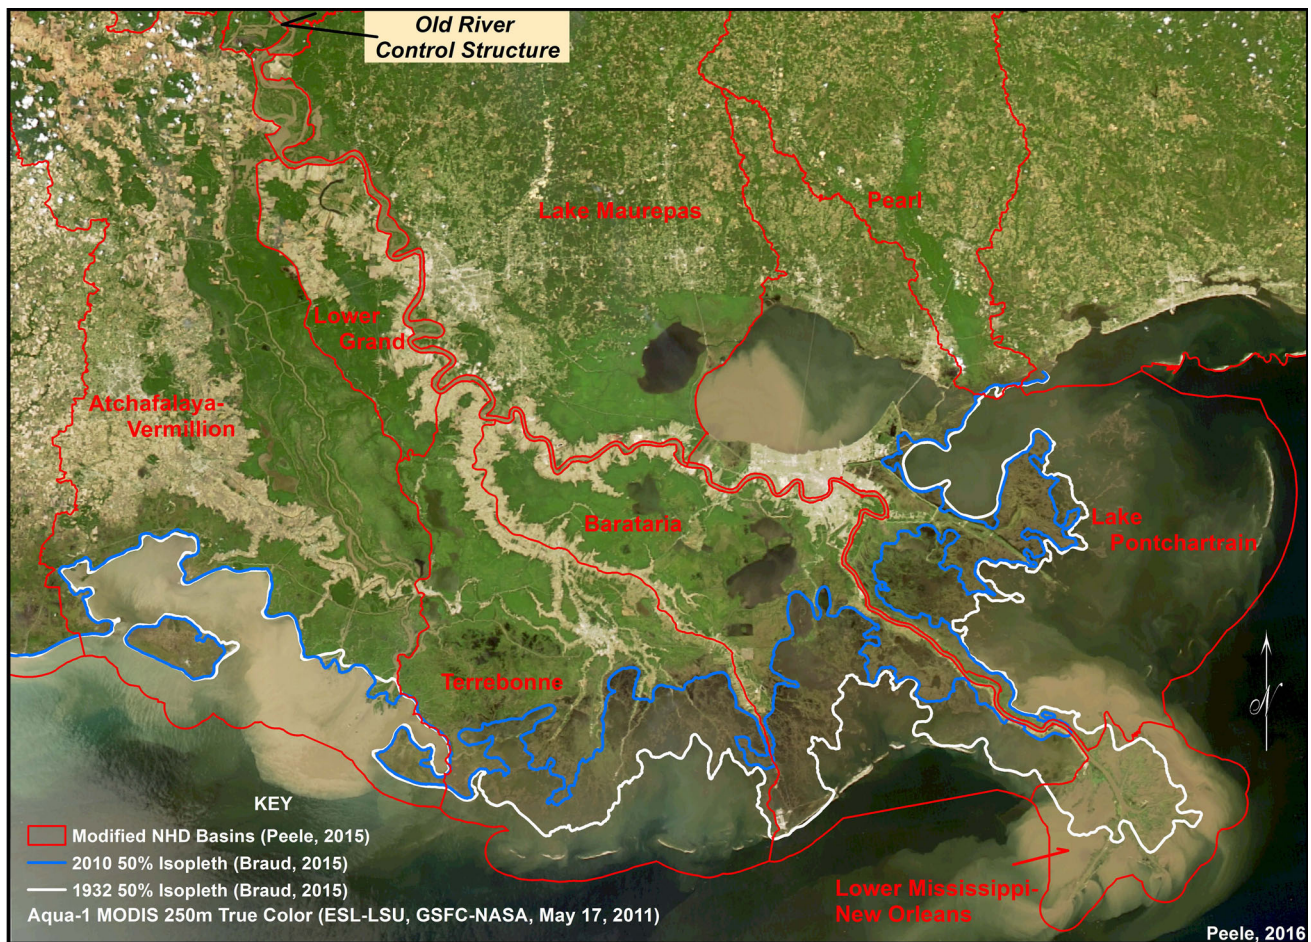 Old River
Control Structure
Lake Maurepas
Pearl
Lower
Grand
Atchafalaya-
Vermillion
Barataria
Lake
Pontchartrain
Terrebonne
N
KEY
Modified NHD Basins (Peele, 2015)
2010 50% Isopleth (Braud, 2015)
1932 50% Isopleth (Braud, 2015)
Aqua-1 MODIS 250m True Color (ESL-LSU, GSFC-NASA, May 17, 2011)
Lower Mississippi-
New Orleans
Peele, 2016